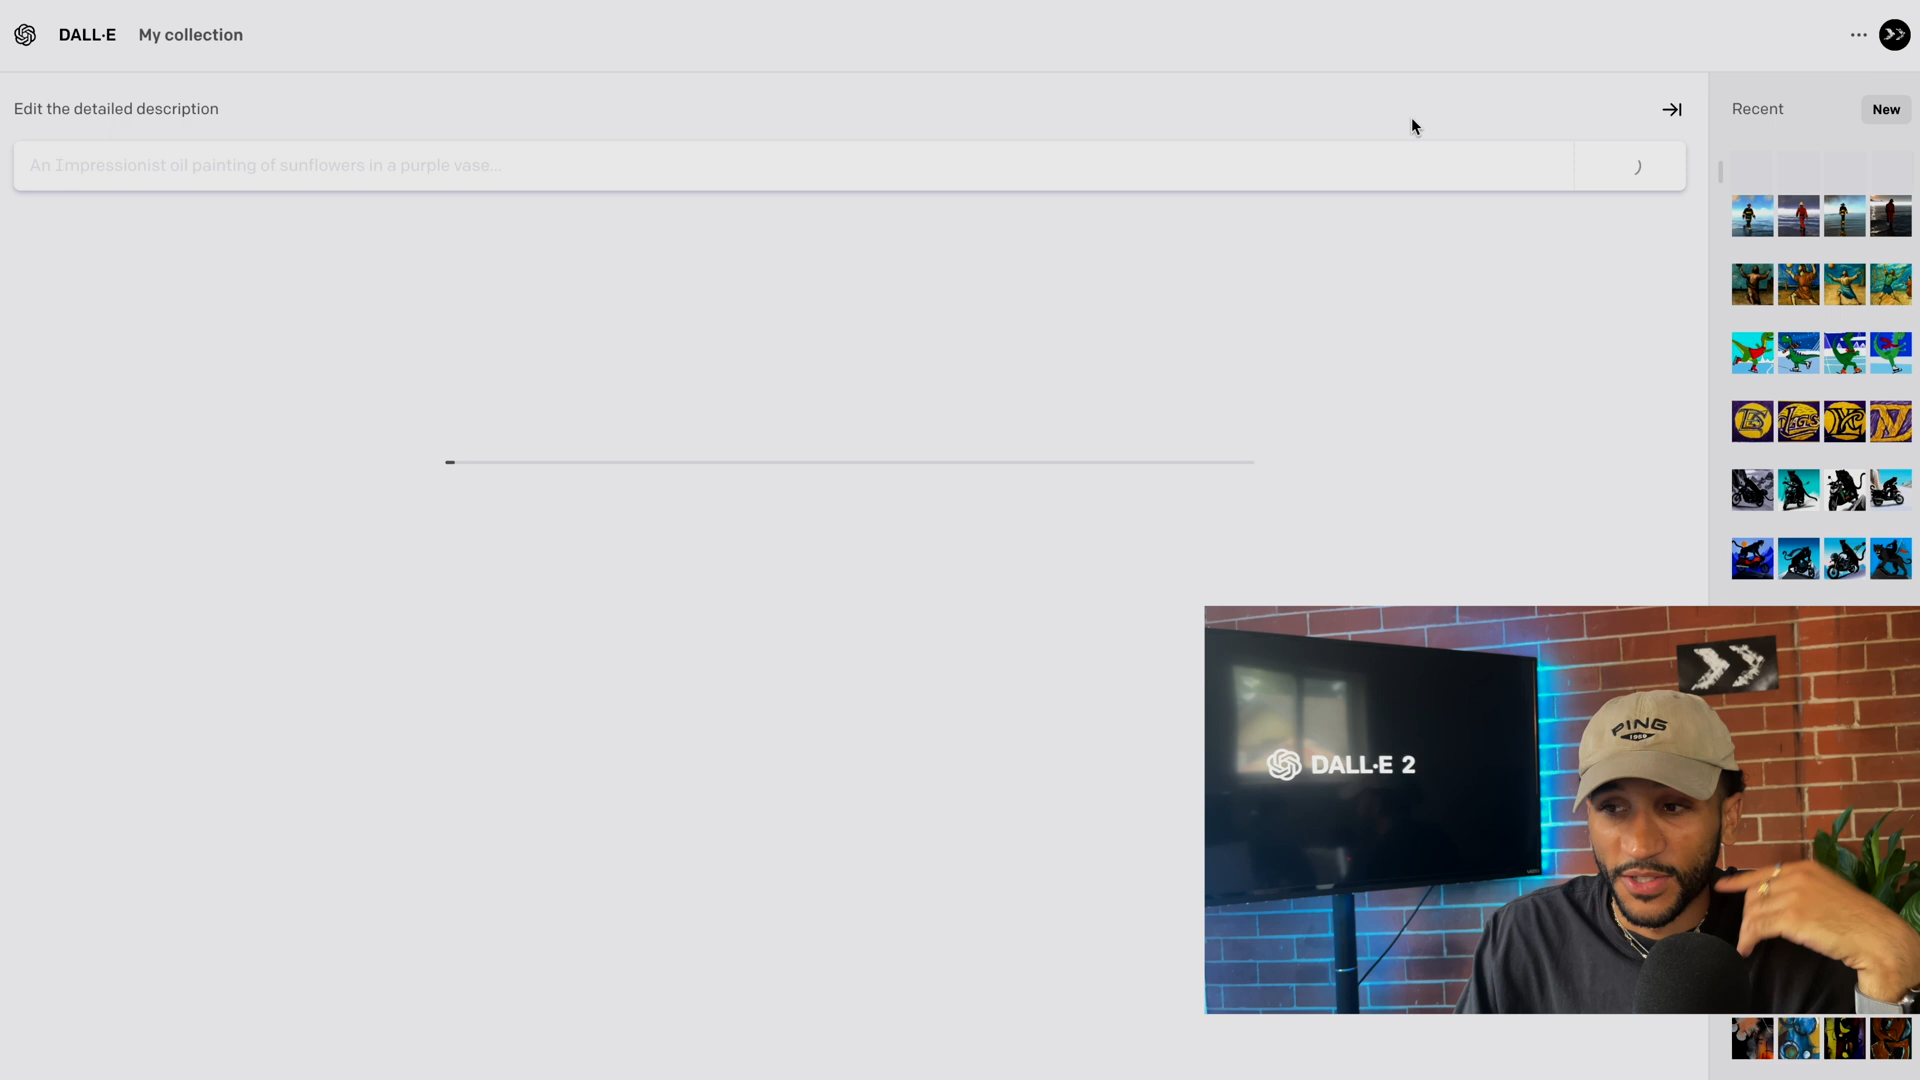 DALL·E My collection
Edit the detailed description
Recent New
An Impressionist oil painting of sunflowers in a purple vase...
DALL·E 2
PING
1959